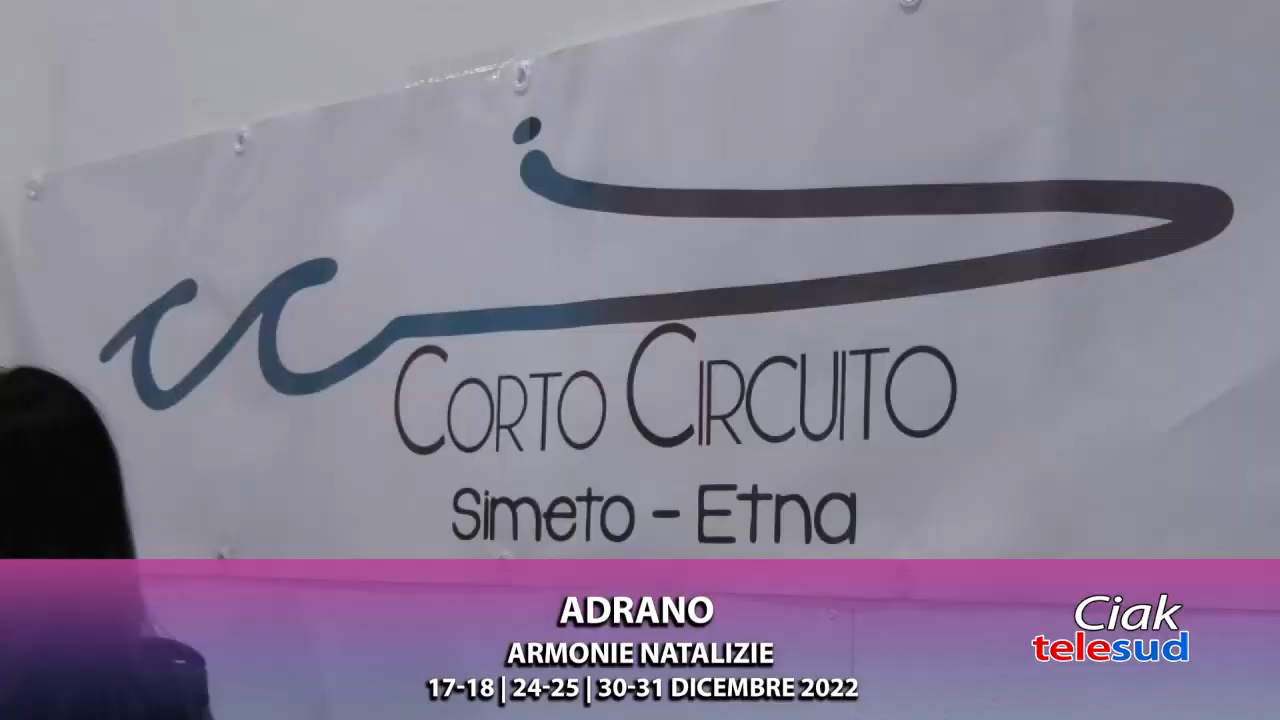 CORTO CIRCUITO
Simeto - Etna
ADRANO
ARMONIE NATALIZIE
17-18 | 24-25 | 30-31 DICEMBRE 2022
Ciak
telesud